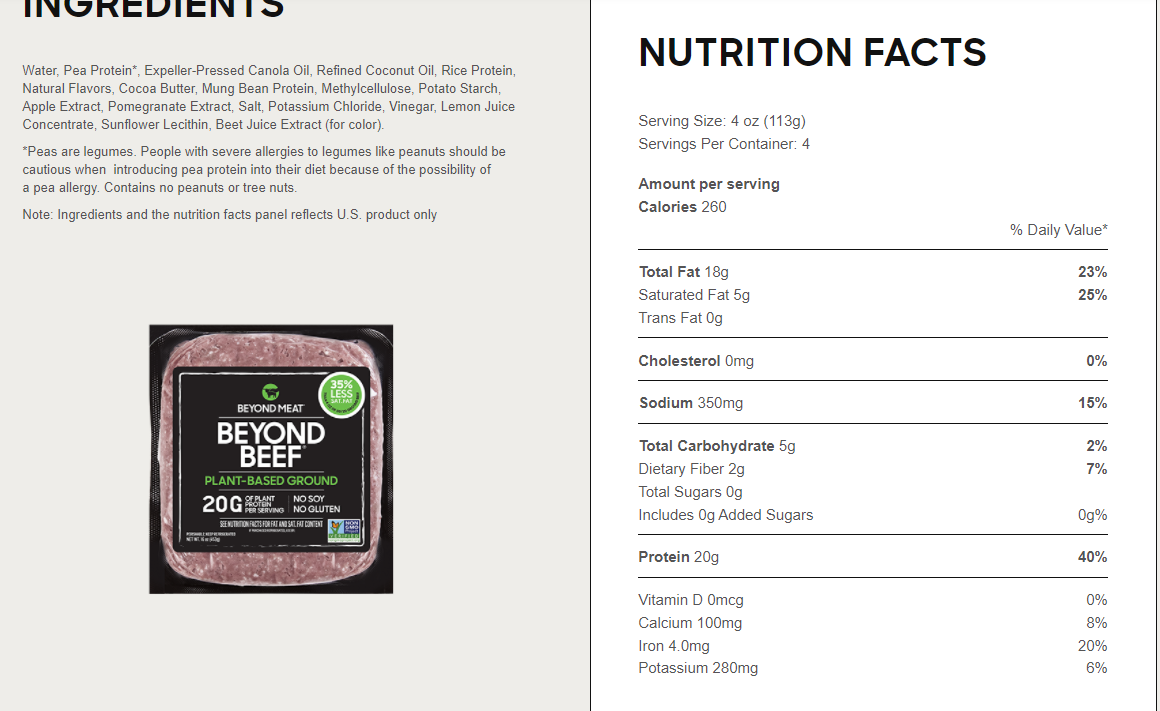 INGREDIENTS
Water, Pea Protein*, Expeller-Pressed Canola Oil, Refined Coconut Oil, Rice Protein,
Natural Flavors, Cocoa Butter, Mung Bean Protein, Methylcellulose, Potato Starch,
Apple Extract, Pomegranate Extract, Salt, Potassium Chloride, Vinegar, Lemon Juice
Concentrate, Sunflower Lecithin, Beet Juice Extract (for color).
*Peas are legumes. People with severe allergies to legumes like peanuts should be
cautious when  introducing pea protein into their diet because of the possibility of
a pea allergy. Contains no peanuts or tree nuts.
Note: Ingredients and the nutrition facts panel reflects U.S. product only
35%
LESS
SAT. FAT
BEYOND MEAT
BEYOND
BEEF
PLANT-BASED GROUND
20G OF PLANT PROTEIN PER SERVING
NO SOY
NO GLUTEN
SEE NUTRITION FACTS FOR FAT AND SAT. FAT CONTENT
NON
GMO
NET WT. 16 oz (453g)
NUTRITION FACTS
Serving Size: 4 oz (113g)
Servings Per Container: 4
Amount per serving
Calories 260
% Daily Value*
Total Fat 18g 23%
Saturated Fat 5g 25%
Trans Fat 0g
Cholesterol 0mg 0%
Sodium 350mg 15%
Total Carbohydrate 5g 2%
Dietary Fiber 2g 7%
Total Sugars 0g
Includes 0g Added Sugars 0g%
Protein 20g 40%
Vitamin D 0mcg 0%
Calcium 100mg 8%
Iron 4.0mg 20%
Potassium 280mg 6%